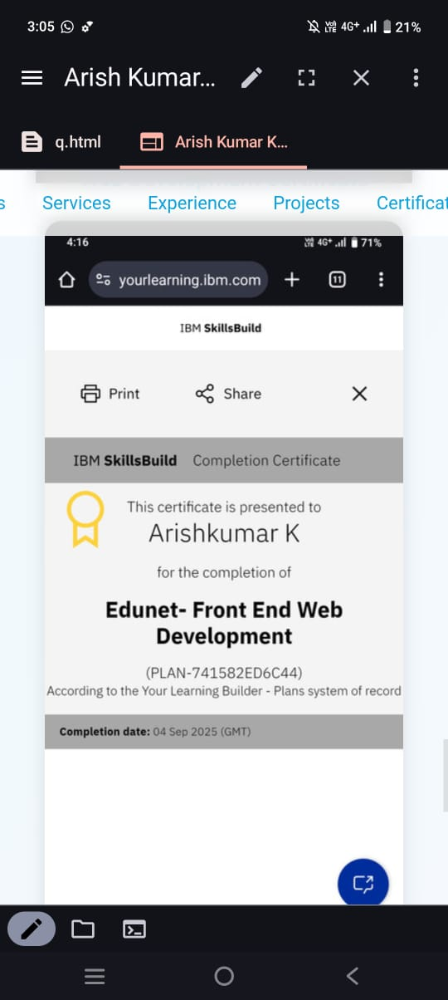 3:05
4G+ 21%
Arish Kumar...
q.html Arish Kumar K...
s Services Experience Projects Certificat
4:16 4G+ 71%
yourlearning.ibm.com 11
IBM SkillsBuild
Print Share
IBM SkillsBuild Completion Certificate
This certificate is presented to
Arishkumar K
for the completion of
Edunet- Front End Web
Development
(PLAN-741582ED6C44)
According to the Your Learning Builder - Plans system of record
Completion date: 04 Sep 2025 (GMT)